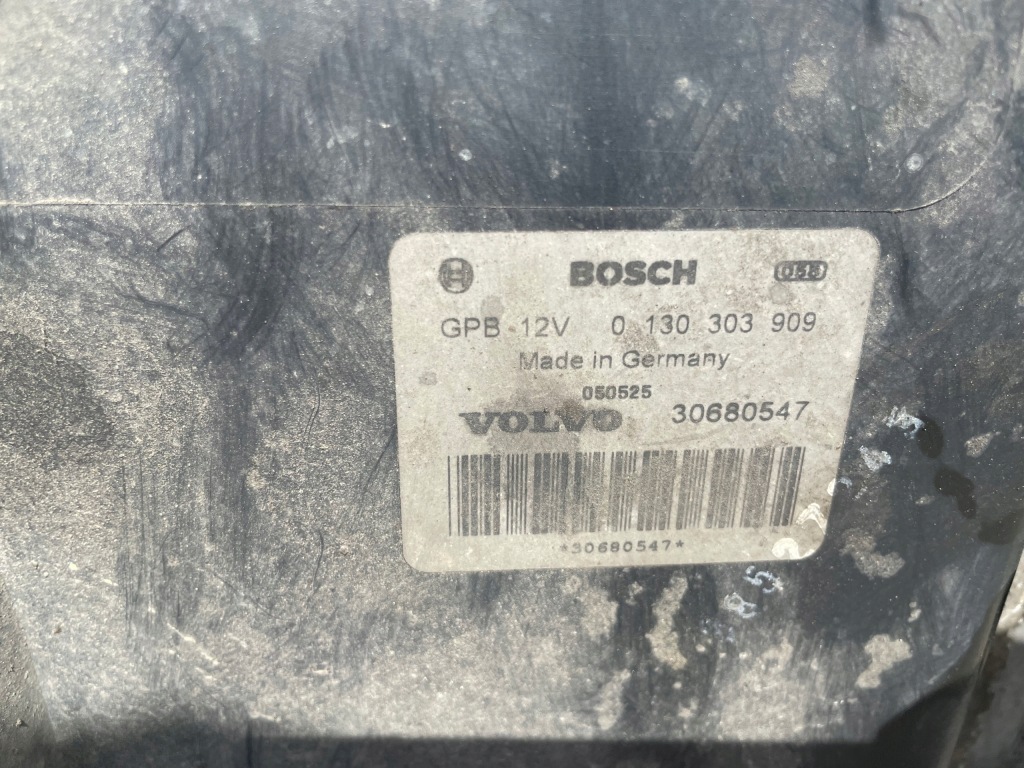 BOSCH
GPB 12V 0 130 303 909
Made in Germany
050525
VOLVO 30680547
*30680547*